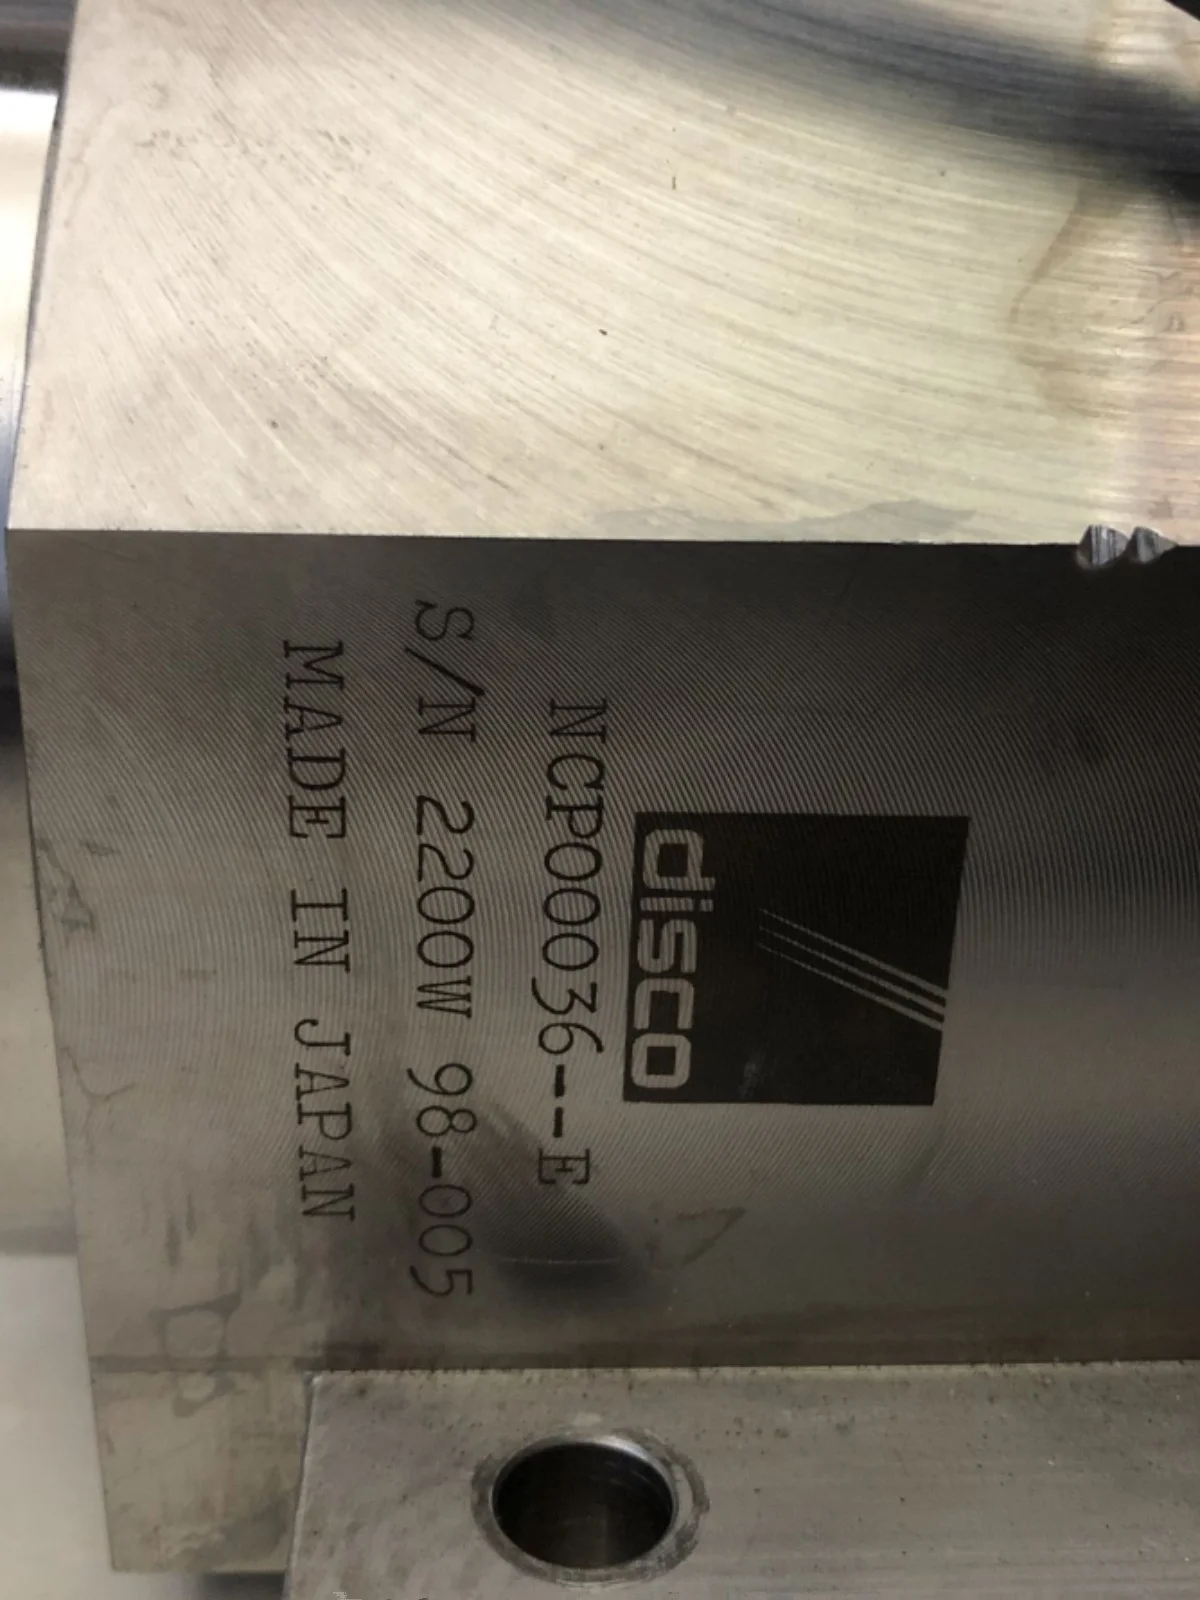 disco
NCP00036--E
S/N 2200W 98-005
MADE IN JAPAN